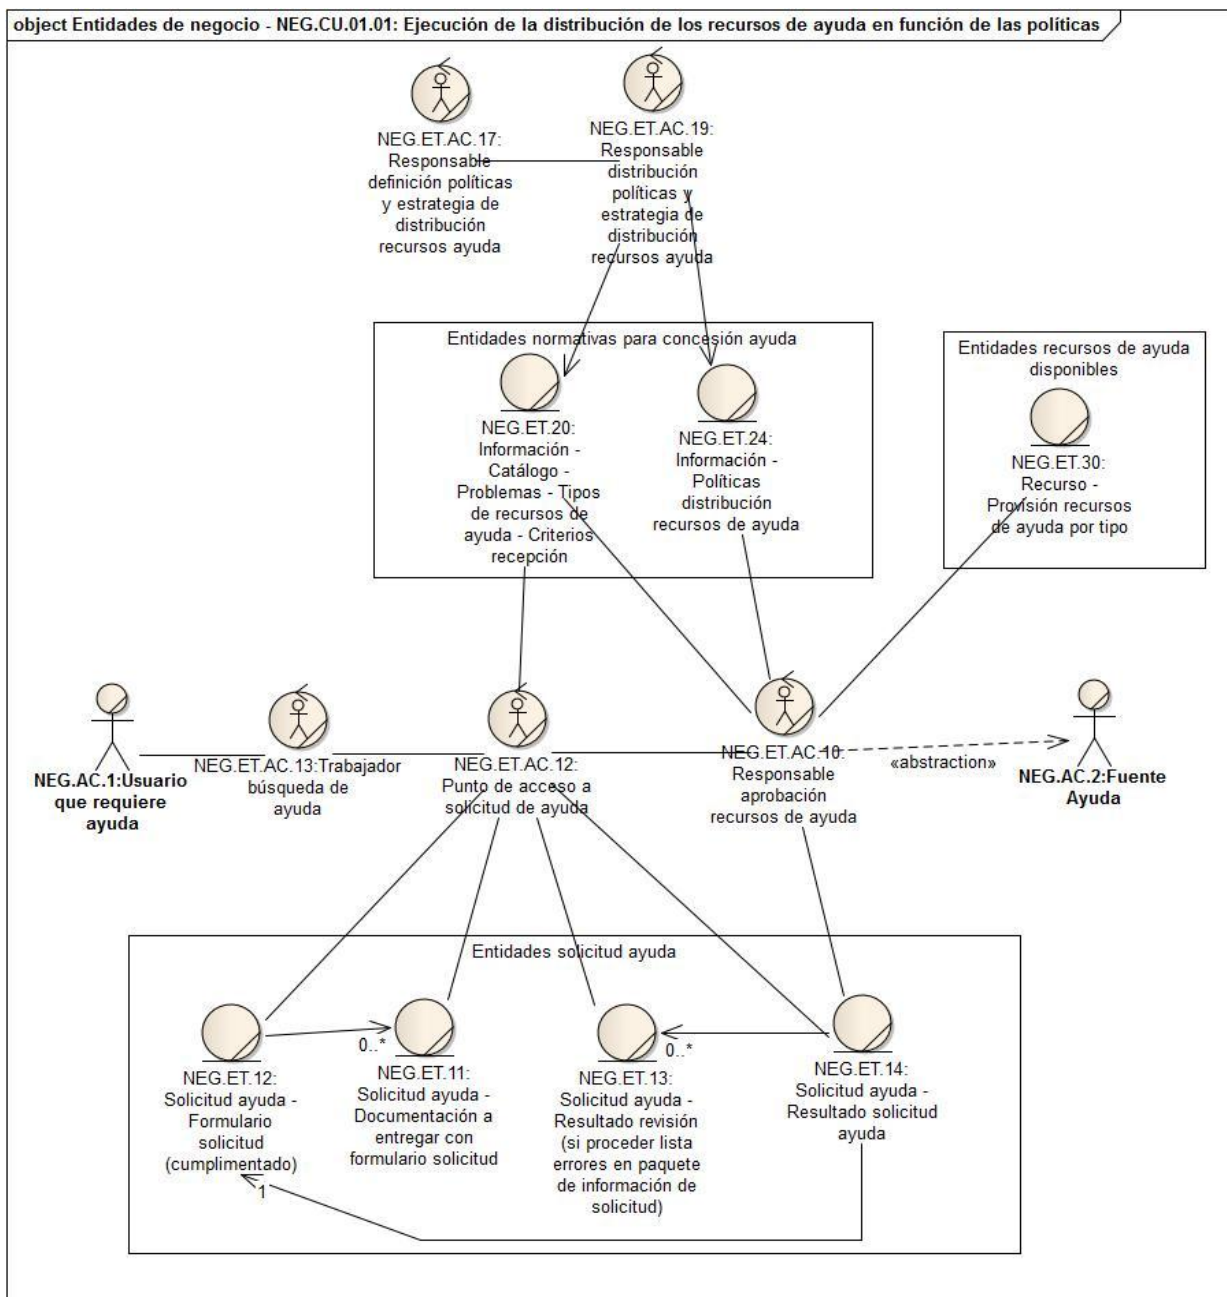 object Entidades de negocio - NEG.CU.01.01: Ejecución de la distribución de los recursos de ayuda en función de las políticas
NEG.ET.AC.17:
Responsable
definición políticas
y estrategia de
distribución
recursos ayuda
NEG.ET.AC.19:
Responsable
distribución
políticas y
estrategia de
distribución
recursos ayuda
Entidades normativas para concesión ayuda
NEG.ET.20:
Información -
Catálogo -
Problemas - Tipos
de recursos de
ayuda - Criterios
recepción
NEG.ET.24:
Información -
Políticas
distribución
recursos de ayuda
Entidades recursos de ayuda
disponibles
NEG.ET.30:
Recurso -
Provisión recursos
de ayuda por tipo
NEG.AC.1:Usuario
que requiere
ayuda
NEG.ET.AC.13:Trabajador
búsqueda de
ayuda
NEG.ET.AC.12:
Punto de acceso a
solicitud de ayuda
NEG.ET.AC.10:
Responsable
aprobación
recursos de ayuda
«abstraction»
NEG.AC.2:Fuente
Ayuda
Entidades solicitud ayuda
NEG.ET.12:
Solicitud ayuda -
Formulario
solicitud
(cumplimentado)
1
0..*
NEG.ET.11:
Solicitud ayuda -
Documentación a
entregar con
formulario solicitud
0..*
NEG.ET.13:
Solicitud ayuda -
Resultado revisión
(si proceder lista
errores en paquete
de información de
solicitud)
NEG.ET.14:
Solicitud ayuda -
Resultado solicitud
ayuda